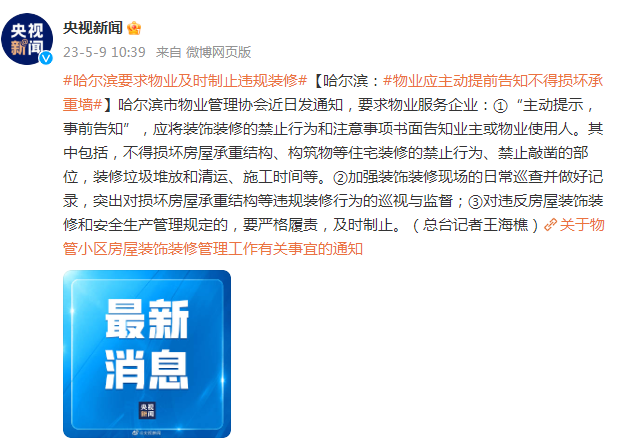 央视
新闻
央视新闻
23-5-9 10:39 来自 微博网页版
#哈尔滨要求物业及时制止违规装修#【哈尔滨：#物业应主动提前告知不得损坏承
重墙#】哈尔滨市物业管理协会近日发通知，要求物业服务企业：①“主动提示，
事前告知”，应将装饰装修的禁止行为和注意事项书面告知业主或物业使用人。其
中包括，不得损坏房屋承重结构、构筑物等住宅装修的禁止行为、禁止敲凿的部
位，装修垃圾堆放和清运、施工时间等。②加强装饰装修现场的日常巡查并做好记
录，突出对损坏房屋承重结构等违规装修行为的巡视与监督；③对违反房屋装饰装
修和安全生产管理规定的，要严格履责，及时制止。（总台记者王海樵）关于物
管小区房屋装饰装修管理工作有关事宜的通知
最新
消息
央视
新闻
@央视新闻